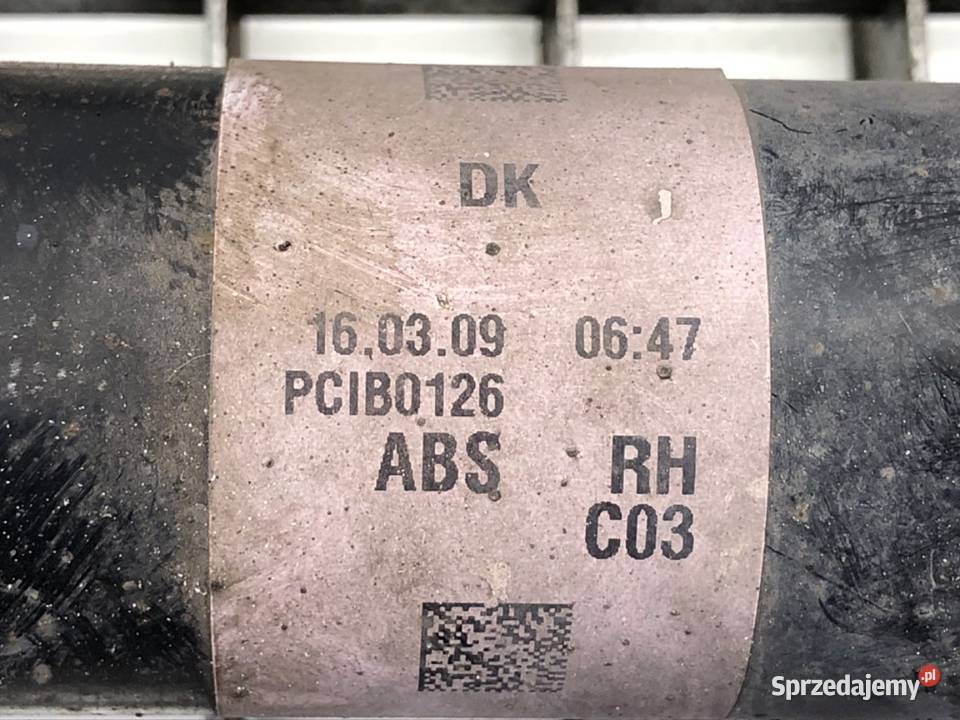 DK
16.03.09 06:47
PCIB0126
ABS RH
C03
Sprzedajemy.pl